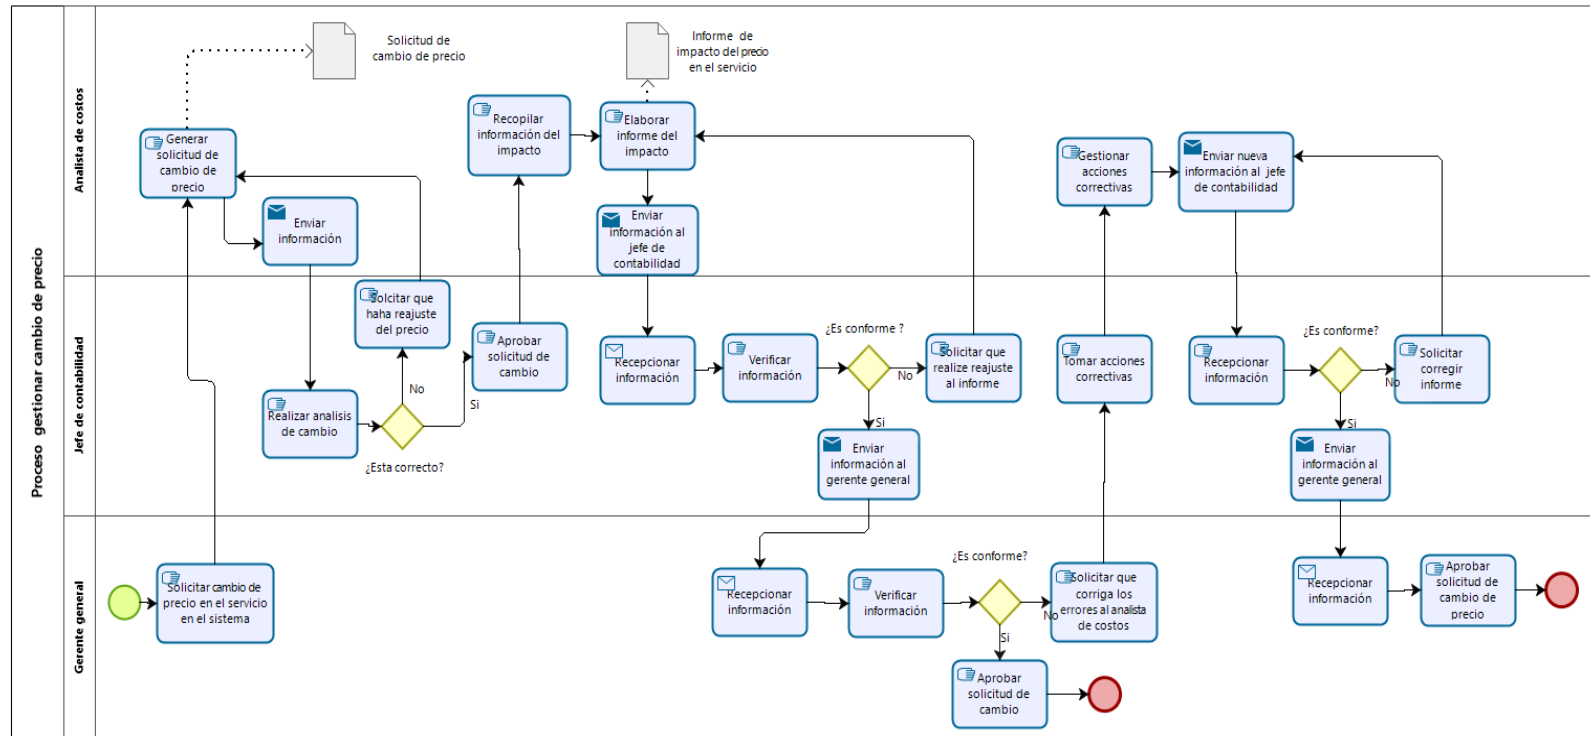 Proceso gestionar cambio de precio
Analista de costos
Solicitud de
cambio de precio
Informe de
impacto del precio
en el servicio
Generar
solicitud de
cambio de
precio
Enviar
información
Recopilar
información del
impacto
Elaborar
informe del
impacto
Enviar
información al
jefe de
contabilidad
Gestionar
acciones
correctivas
Enviar nueva
información al jefe
de contabilidad
Jefe de contabilidad
Solcitar que
haha reajuste
del precio
No
Realizar analisis
de cambio
¿Esta correcto?
Si
Aprobar
solicitud de
cambio
Recepcionar
información
Verificar
información
¿Es conforme ?
No
Solicitar que
realize reajuste
al informe
Si
Enviar
información al
gerente general
Tomar acciones
correctivas
Recepcionar
información
¿Es conforme?
No
Solicitar
corregir
informe
Si
Enviar
información al
gerente general
Gerente general
Solicitar cambio de
precio en el servicio
en el sistema
Recepcionar
información
Verificar
información
¿Es conforme?
No
Solicitar que
corriga los
errores al analista
de costos
Si
Aprobar
solicitud de
cambio
Recepcionar
información
Aprobar
solicitud de
cambio de
precio